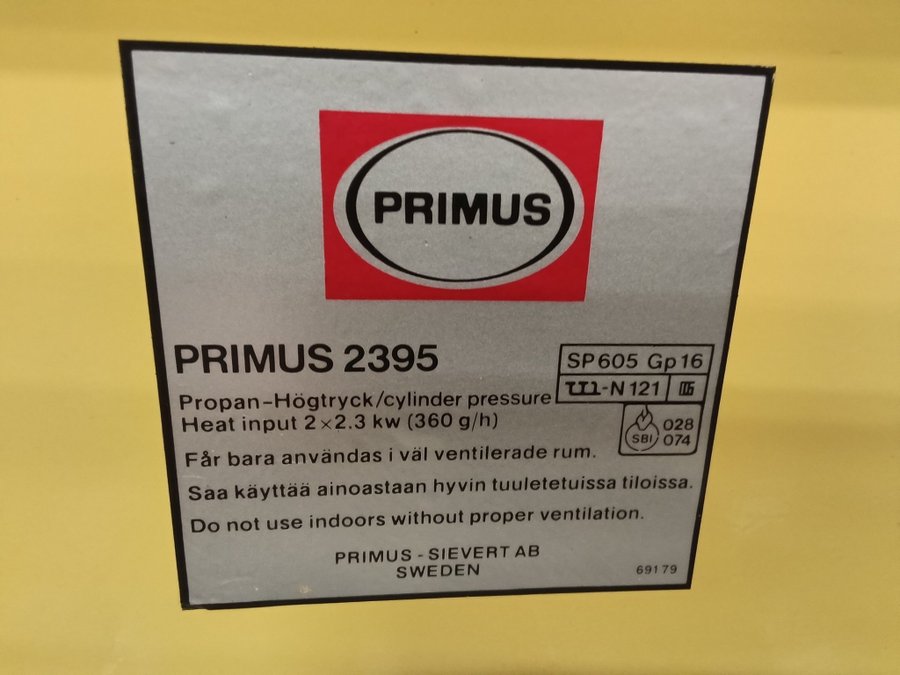 PRIMUS
PRIMUS 2395
SP605 Gp16
-N 121
Propan-Högtryck/cylinder pressure
Heat input 2×2.3 kw (360 g/h)
SBI 028
074
Får bara användas i väl ventilerade rum.
Saa käyttää ainoastaan hyvin tuuletetuissa tiloissa.
Do not use indoors without proper ventilation.
PRIMUS - SIEVERT AB
SWEDEN
69179